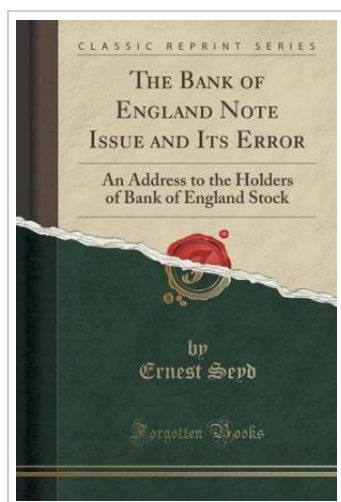 CLASSIC REPRINT SERIES
THE BANK OF
ENGLAND NOTE
ISSUE AND ITS ERROR
An Address to the Holders
of Bank of England Stock
by
Ernest Seyd
Forgotten Books